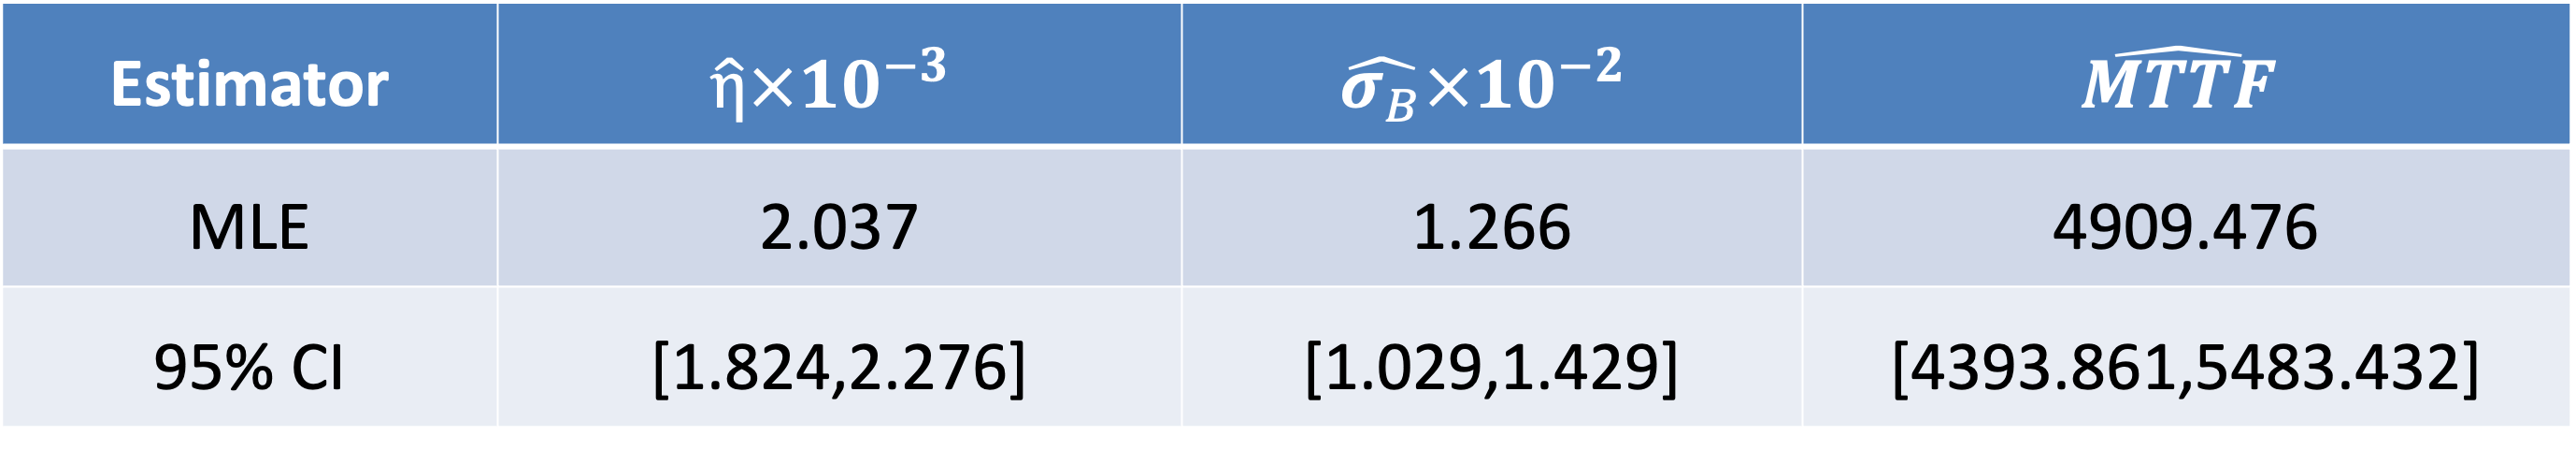 Estimator η̂×10⁻³ σ̂_B×10⁻² M̂TTF
MLE 2.037 1.266 4909.476
95% CI [1.824,2.276] [1.029,1.429] [4393.861,5483.432]